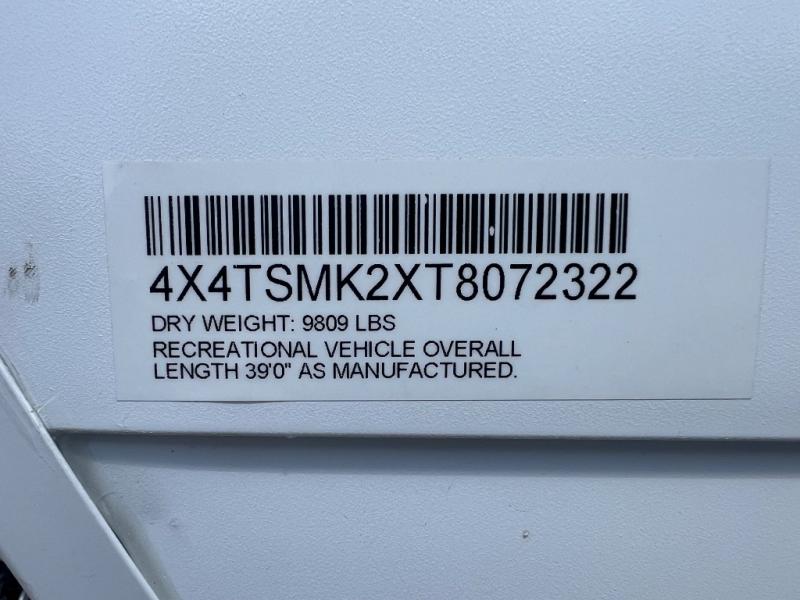 4X4TSMK2XT8072322
DRY WEIGHT: 9809 LBS
RECREATIONAL VEHICLE OVERALL
LENGTH 39'0" AS MANUFACTURED.